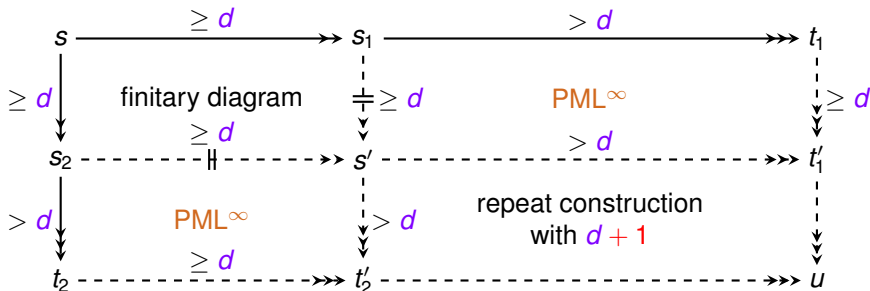 ≥ d > d
s s₁ t₁
≥ d finitary diagram ≥ d PML∞ ≥ d
≥ d > d
s₂ s′ t′₁
> d PML∞ > d repeat construction
with d + 1
≥ d
t₂ t′₂ u